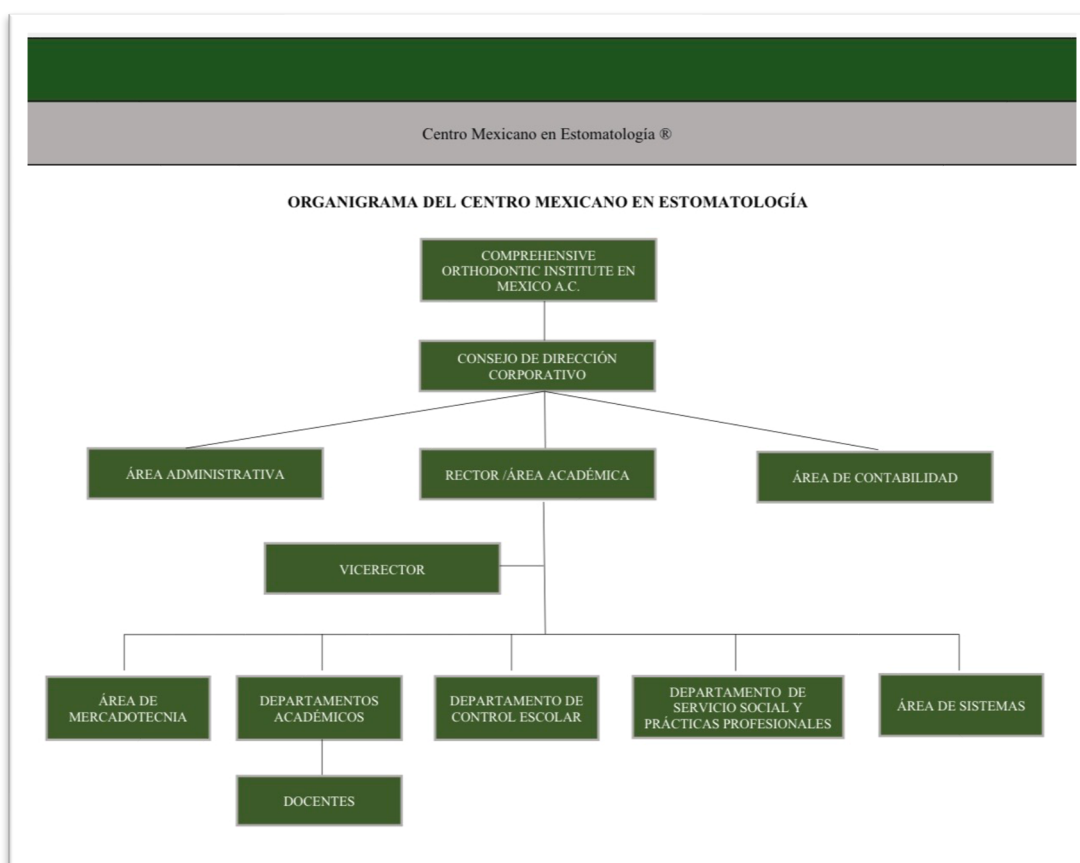 Centro Mexicano en Estomatología ®
ORGANIGRAMA DEL CENTRO MEXICANO EN ESTOMATOLOGÍA
COMPREHENSIVE
ORTHODONTIC INSTITUTE EN
MEXICO A.C.
CONSEJO DE DIRECCIÓN
CORPORATIVO
ÁREA ADMINISTRATIVA
RECTOR /ÁREA ACADÉMICA
ÁREA DE CONTABILIDAD
VICERECTOR
ÁREA DE
MERCADOTECNIA
DEPARTAMENTOS
ACADÉMICOS
DEPARTAMENTO DE
CONTROL ESCOLAR
DEPARTAMENTO DE
SERVICIO SOCIAL Y
PRÁCTICAS PROFESIONALES
ÁREA DE SISTEMAS
DOCENTES